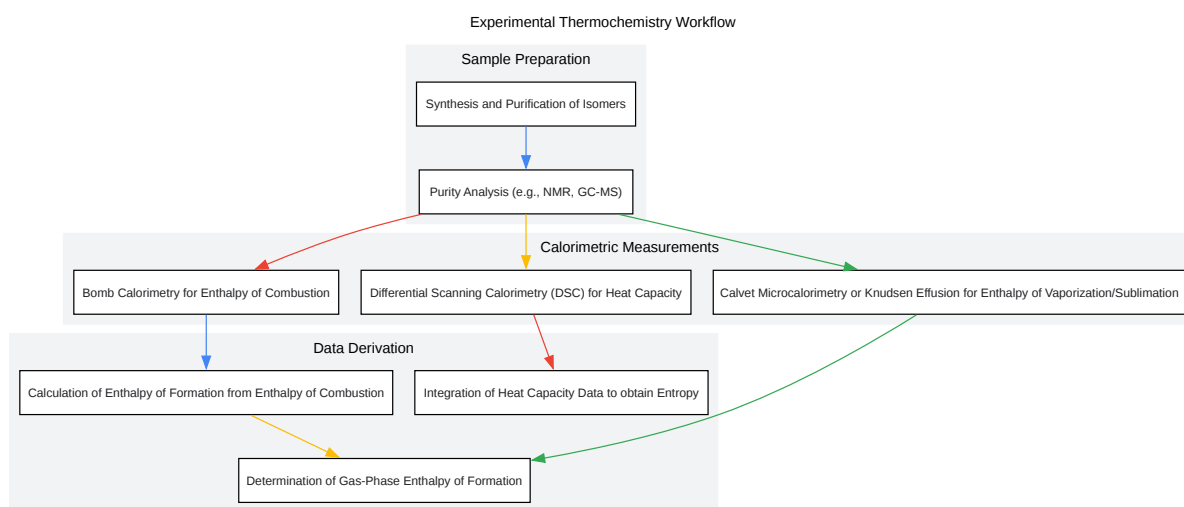 Experimental Thermochemistry Workflow
Sample Preparation
Synthesis and Purification of Isomers
Purity Analysis (e.g., NMR, GC-MS)
Calorimetric Measurements
Bomb Calorimetry for Enthalpy of Combustion
Differential Scanning Calorimetry (DSC) for Heat Capacity
Calvet Microcalorimetry or Knudsen Effusion for Enthalpy of Vaporization/Sublimation
Data Derivation
Calculation of Enthalpy of Formation from Enthalpy of Combustion
Integration of Heat Capacity Data to obtain Entropy
Determination of Gas-Phase Enthalpy of Formation